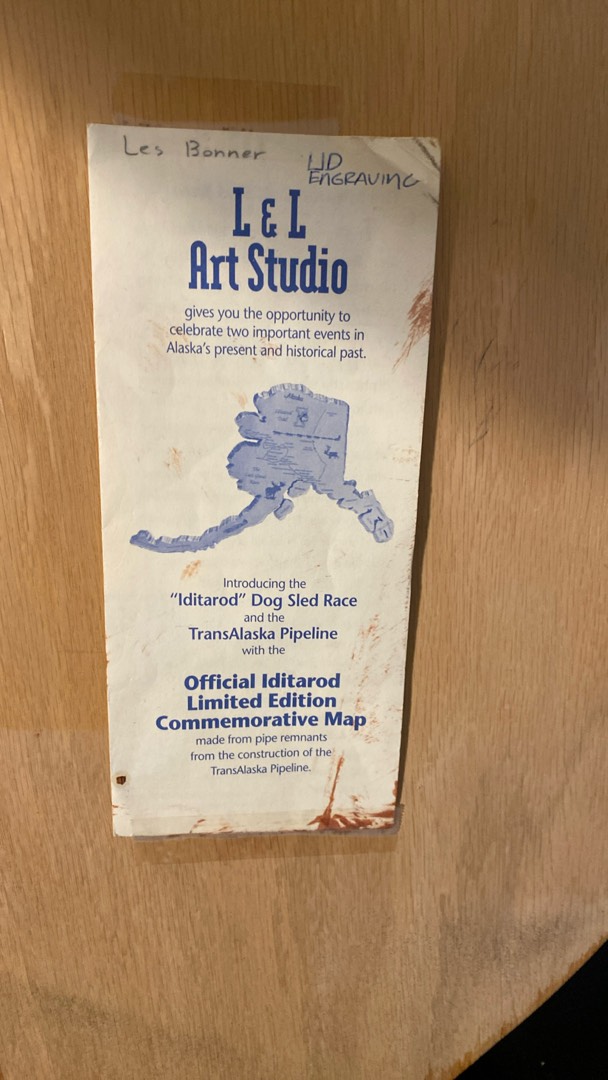 Les Bonner
LID
ENGRAVING
L & L
Art Studio
gives you the opportunity to
celebrate two important events in
Alaska's present and historical past.
Alaska
Introducing the
"Iditarod" Dog Sled Race
and the
TransAlaska Pipeline
with the
Official Iditarod
Limited Edition
Commemorative Map
made from pipe remnants
from the construction of the
TransAlaska Pipeline.